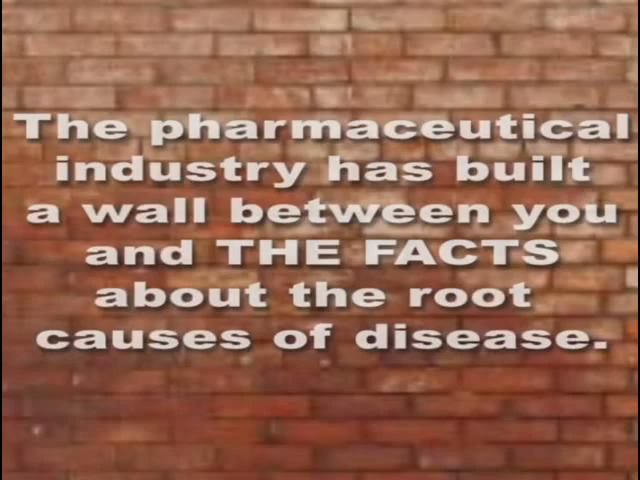 The pharmaceutical
industry has built
a wall between you
and THE FACTS
about the root
causes of disease.